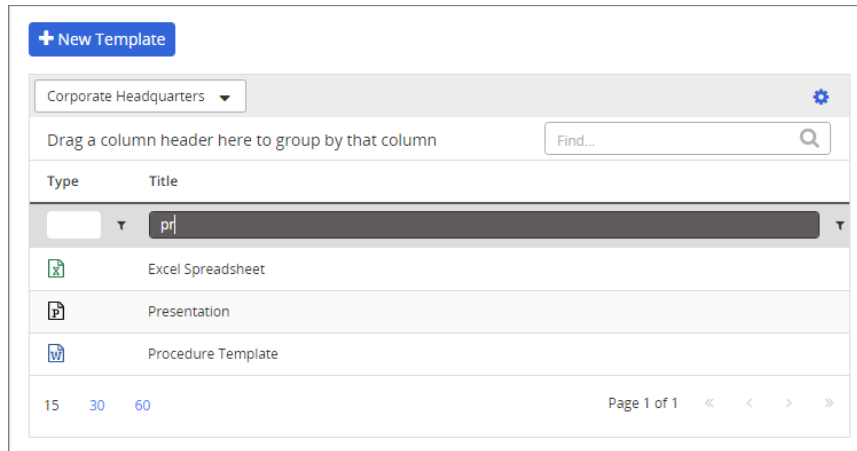 New Template
Corporate Headquarters
Drag a column header here to group by that column Find...
Type Title
pr
Excel Spreadsheet
Presentation
Procedure Template
15 30 60 Page 1 of 1 « < > »